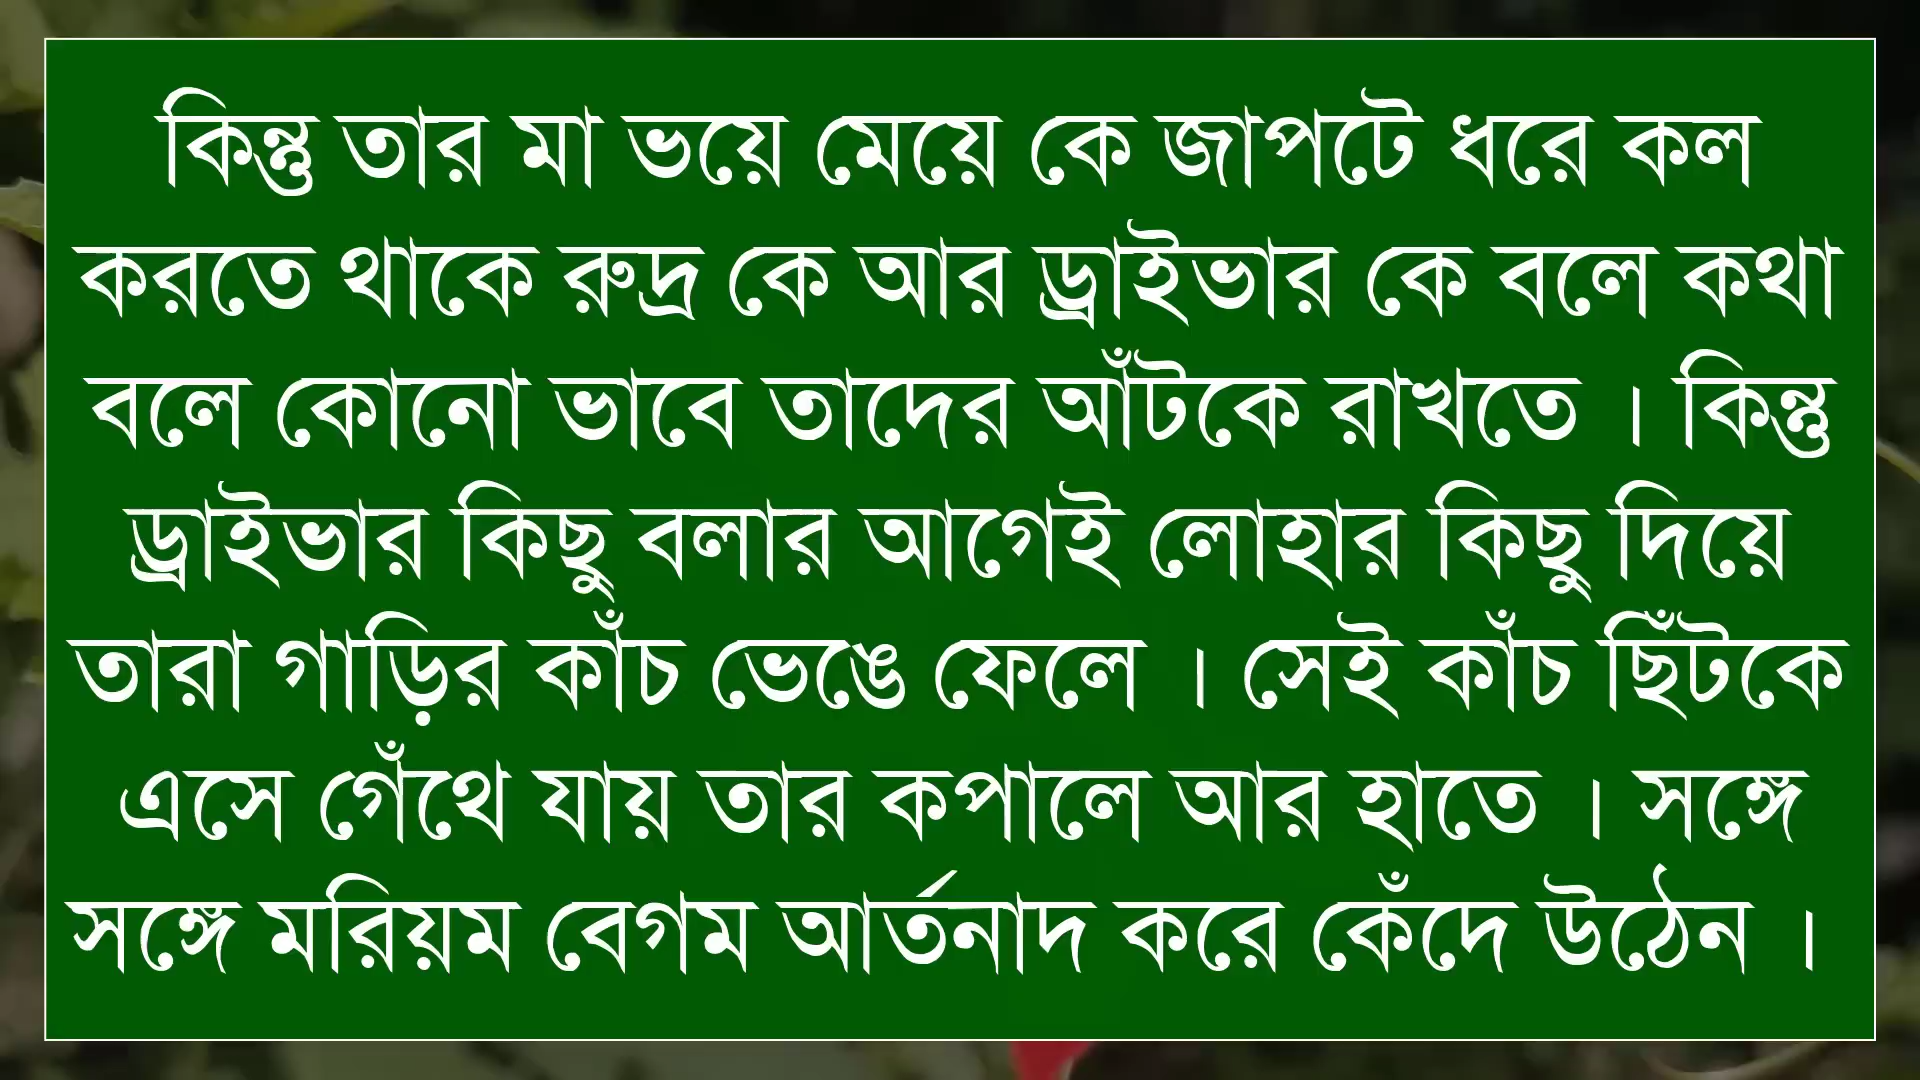 কিন্তু তার মা ভয়ে মেয়ে কে জাপটে ধরে কল
করতে থাকে রুদ্র কে আর ড্রাইভার কে বলে কথা
বলে কোনো ভাবে তাদের আঁটকে রাখতে । কিন্তু
ড্রাইভার কিছু বলার আগেই লোহার কিছু দিয়ে
তারা গাড়ির কাঁচ ভেঙে ফেলে । সেই কাঁচ ছিঁটকে
এসে গেঁথে যায় তার কপালে আর হাতে । সঙ্গে
সঙ্গে মরিয়ম বেগম আর্তনাদ করে কেঁদে উঠেন ।